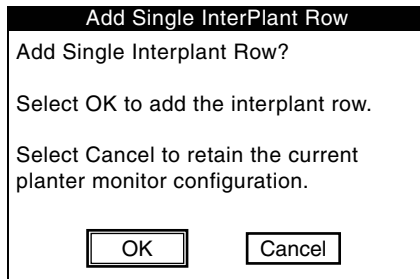 Add Single InterPlant Row
Add Single Interplant Row?
Select OK to add the interplant row.
Select Cancel to retain the current
planter monitor configuration.
OK Cancel